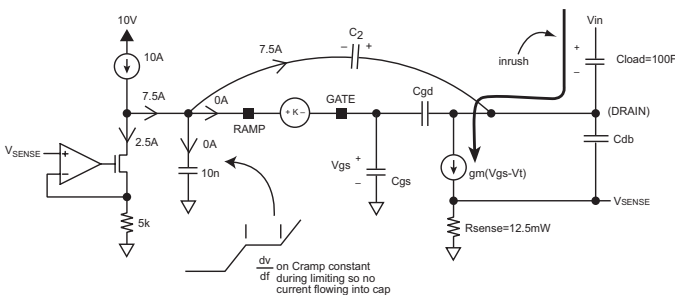 10V
10A
7.5A
0A
7.5A
C2
– +
inrush
Vin
+
–
Cload=100F
RAMP
+ K –
GATE
Cgd
(DRAIN)
Cdb
VSENSE
+
–
2.5A
0A
10n
Vgs
+
–
Cgs
gm(Vgs-Vt)
VSENSE
5k
Rsense=12.5mW
dv
df
on Cramp constant
during limiting so no
current flowing into cap